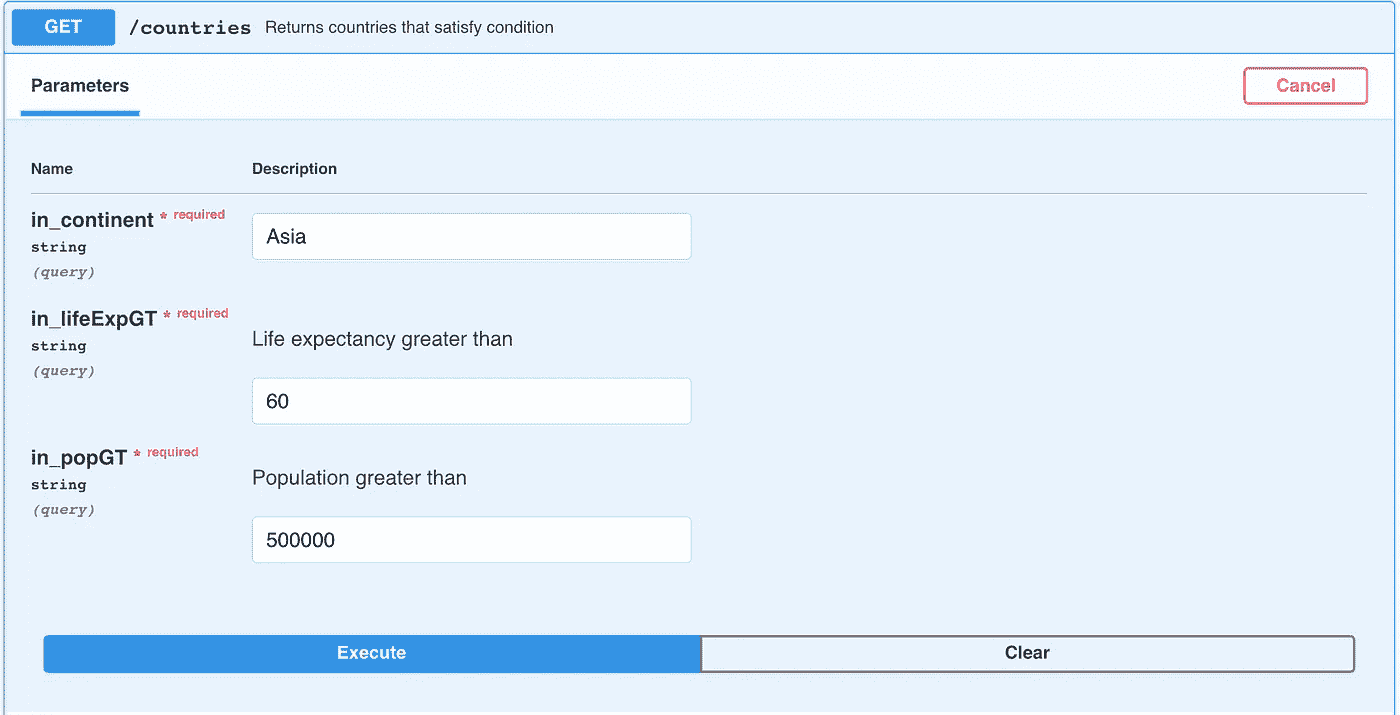 GET /countries Returns countries that satisfy condition
Parameters Cancel
Name Description
in_continent * required
string
(query)
Asia
in_lifeExpGT * required
string
(query)
Life expectancy greater than
60
in_popGT * required
string
(query)
Population greater than
500000
Execute Clear